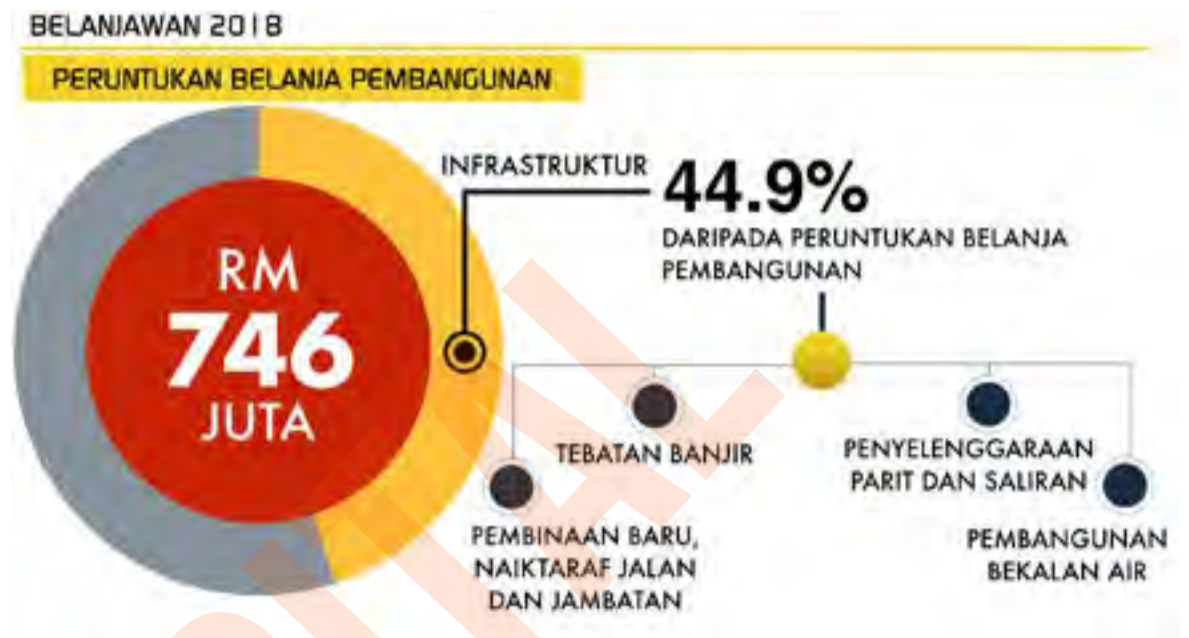 BELANJAWAN 2018
PERUNTUKAN BELANJA PEMBANGUNAN
RM
746
JUTA
INFRASTRUKTUR
44.9%
DARIPADA PERUNTUKAN BELANJA
PEMBANGUNAN
TEBATAN BANJIR
PENYELENGGARAAN
PARIT DAN SALIRAN
PEMBINAAN BARU,
NAIKTARAF JALAN
DAN JAMBATAN
PEMBANGUNAN
BEKALAN AIR